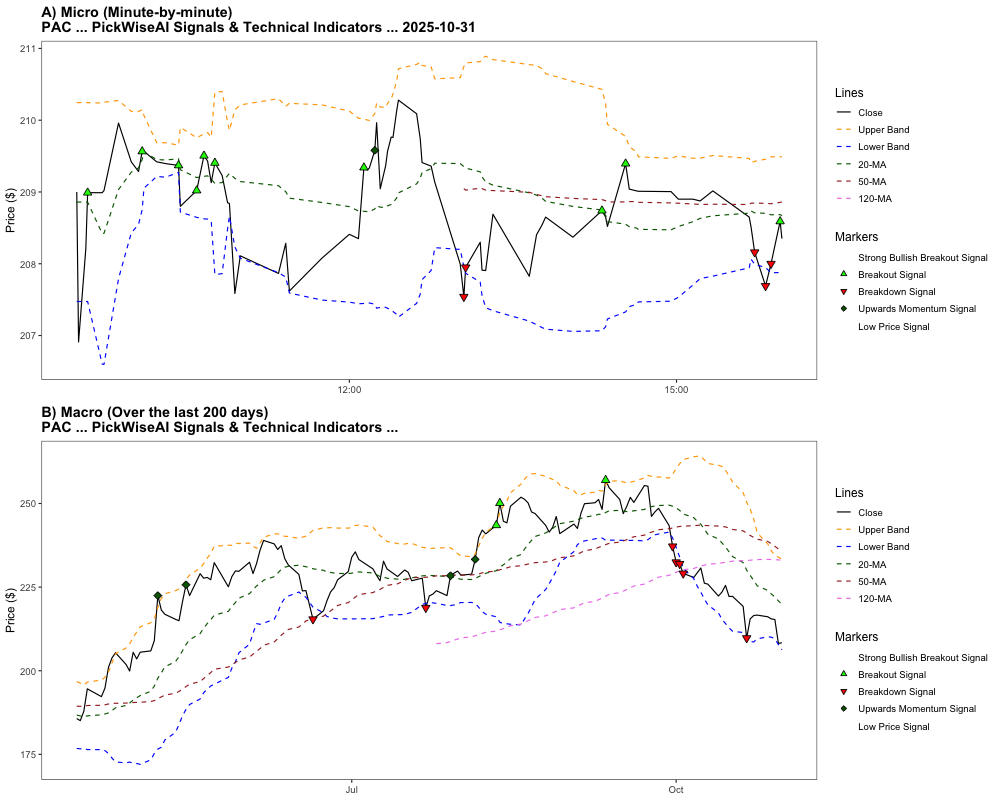 A) Micro (Minute-by-minute)
PAC ... PickWiseAI Signals & Technical Indicators ... 2025-10-31
211
210
209
208
207
Price ($)
12:00
15:00
Lines
Close
Upper Band
Lower Band
20-MA
50-MA
120-MA
Markers
Strong Bullish Breakout Signal
Breakout Signal
Breakdown Signal
Upwards Momentum Signal
Low Price Signal
B) Macro (Over the last 200 days)
PAC ... PickWiseAI Signals & Technical Indicators ...
250
225
200
175
Price ($)
Jul
Oct
Lines
Close
Upper Band
Lower Band
20-MA
50-MA
120-MA
Markers
Strong Bullish Breakout Signal
Breakout Signal
Breakdown Signal
Upwards Momentum Signal
Low Price Signal